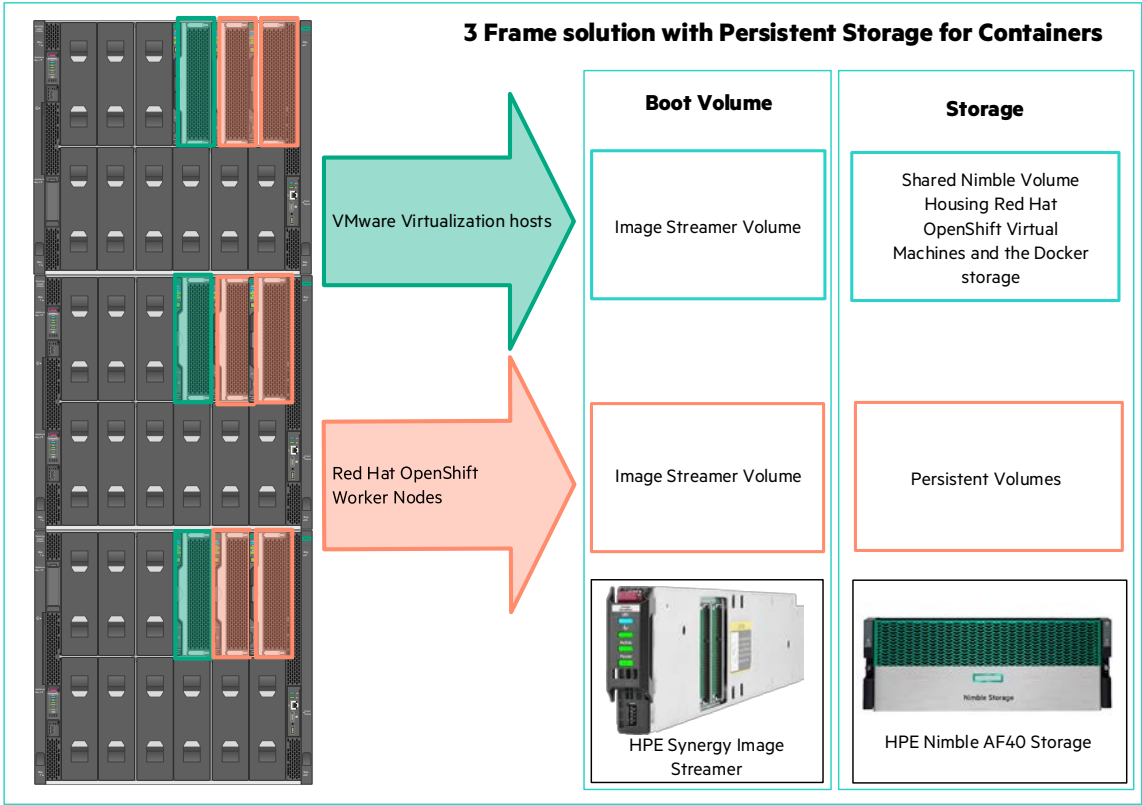 3 Frame solution with Persistent Storage for Containers
Boot Volume
Storage
VMware Virtualization hosts
Image Streamer Volume
Shared Nimble Volume
Housing Red Hat
OpenShift Virtual
Machines and the Docker
storage
Red Hat OpenShift
Worker Nodes
Image Streamer Volume
Persistent Volumes
Nimble Storage
HPE Synergy Image
Streamer
HPE Nimble AF40 Storage